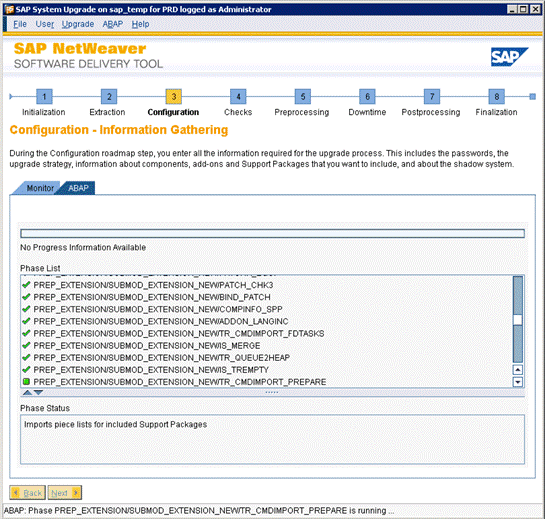 SAP System Upgrade on sap_temp for PRD logged as Administrator
File User Upgrade ABAP Help
SAP NetWeaver
SOFTWARE DELIVERY TOOL
SAP
1 2 3 4 5 6 7 8
Initialization Extraction Configuration Checks Preprocessing Downtime Postprocessing Finalization
Configuration - Information Gathering
During the Configuration roadmap step, you enter all the information required for the upgrade process. This includes the passwords, the
upgrade strategy, information about components, add-ons and Support Packages that you want to include, and about the shadow system.
Monitor ABAP
No Progress Information Available
Phase List
PREP_EXTENSION/SUBMOD_EXTENSION_NEW/PATCH_CHK3
PREP_EXTENSION/SUBMOD_EXTENSION_NEW/BIND_PATCH
PREP_EXTENSION/SUBMOD_EXTENSION_NEW/COMPINFO_SPP
PREP_EXTENSION/SUBMOD_EXTENSION_NEW/ADDON_LANGINC
PREP_EXTENSION/SUBMOD_EXTENSION_NEW/TR_CMDIMPORT_FDTASKS
PREP_EXTENSION/SUBMOD_EXTENSION_NEW/IS_MERGE
PREP_EXTENSION/SUBMOD_EXTENSION_NEW/TR_QUEUE2HEAP
PREP_EXTENSION/SUBMOD_EXTENSION_NEW/IS_TREMPTY
PREP_EXTENSION/SUBMOD_EXTENSION_NEW/TR_CMDIMPORT_PREPARE
Phase Status
Imports piece lists for included Support Packages
Back Next
ABAP: Phase PREP_EXTENSION/SUBMOD_EXTENSION_NEW/TR_CMDIMPORT_PREPARE is running ...